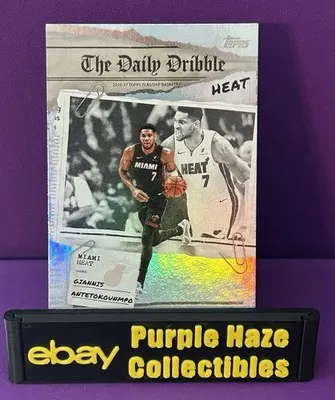 Topps
The Daily Dribble
2026-27 TOPPS FLAGSHIP BASKETBALL
HEAT
MIAMI
7
HEAT
7
MIAMI
HEAT
GIANNIS
ANTETOKOUNMPO
ebay
Purple Haze
Collectibles